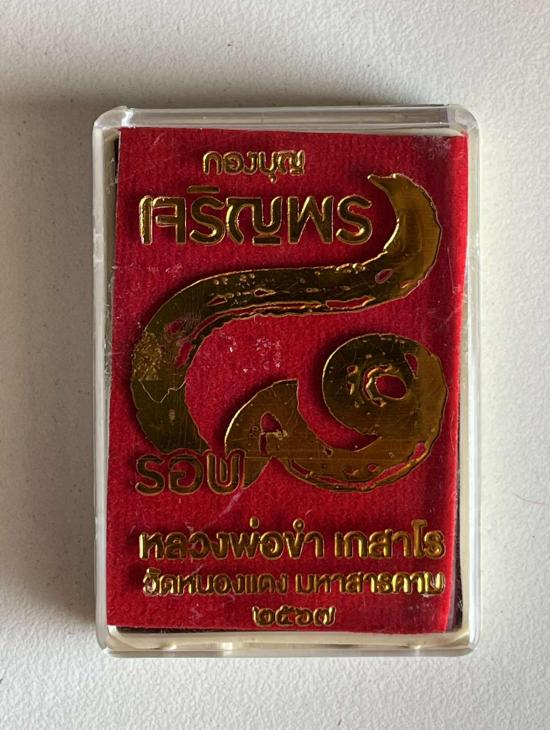 กองบุญ
เจริญพร
๘
รอบ
หลวงพ่อขำ เกสาโร
วัดหนองแดง มหาสารคาม
๒๕๖๗